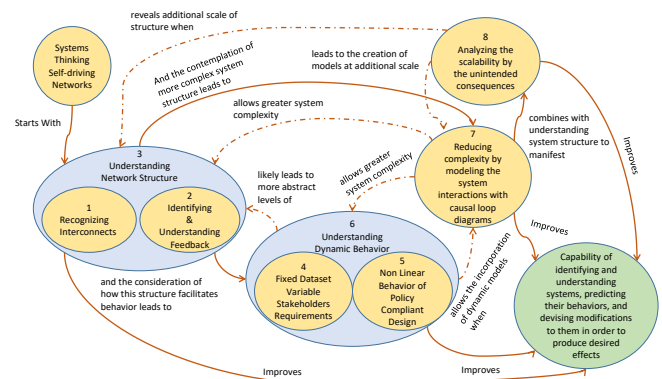 reveals additional scale of
structure when
Systems
Thinking
Self-driving
Networks
And the contemplation of
more complex system
structure leads to
leads to the creation of
models at additional scale
8
Analyzing the
scalability by
the unintended
consequences
Starts With
allows greater system
complexity
combines with
understanding
system structure to
manifest
Improves
3
Understanding
Network Structure
1
Recognizing
Interconnects
2
Identifying
&
Understanding
Feedback
likely leads to
more abstract
levels of
allows greater
system complexity
7
Reducing
complexity by
modeling the
system
interactions with
causal loop
diagrams
6
Understanding
Dynamic Behavior
4
Fixed Dataset
Variable
Stakeholders
Requirements
5
Non Linear
Behavior of
Policy
Compliant
Design
Improves
allows the incorporation
of dynamic models
when
and the consideration of
how this structure facilitates
behavior leads to
Capability of
identifying and
understanding
systems, predicting
their behaviors, and
devising modifications
to them in order to
produce desired
effects
Improves
Improves